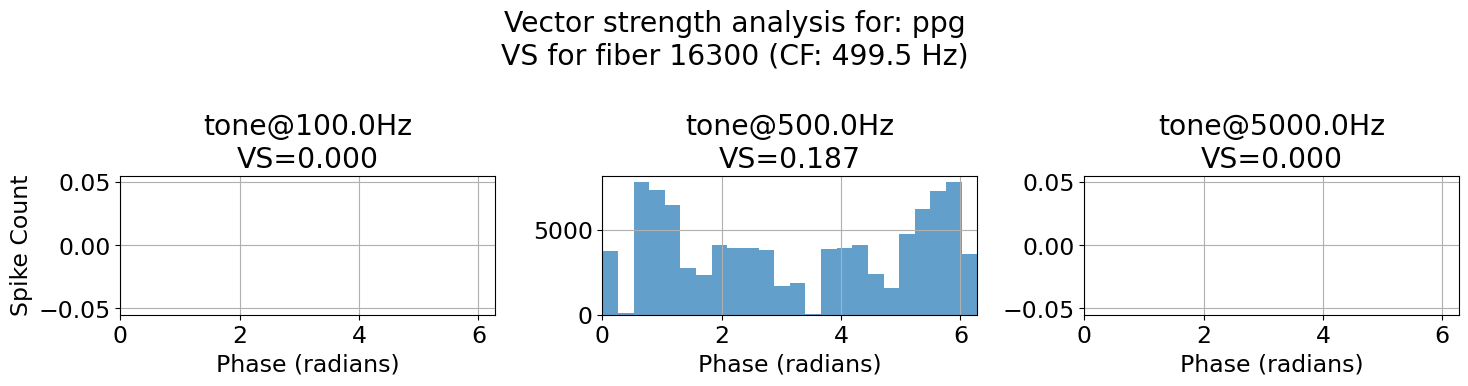 Vector strength analysis for: ppg
VS for fiber 16300 (CF: 499.5 Hz)
tone@100.0Hz
VS=0.000
tone@500.0Hz
VS=0.187
tone@5000.0Hz
VS=0.000
Spike Count
0.05
0.00
−0.05
0 2 4 6
Phase (radians)
5000
0
0 2 4 6
Phase (radians)
0.05
0.00
−0.05
0 2 4 6
Phase (radians)